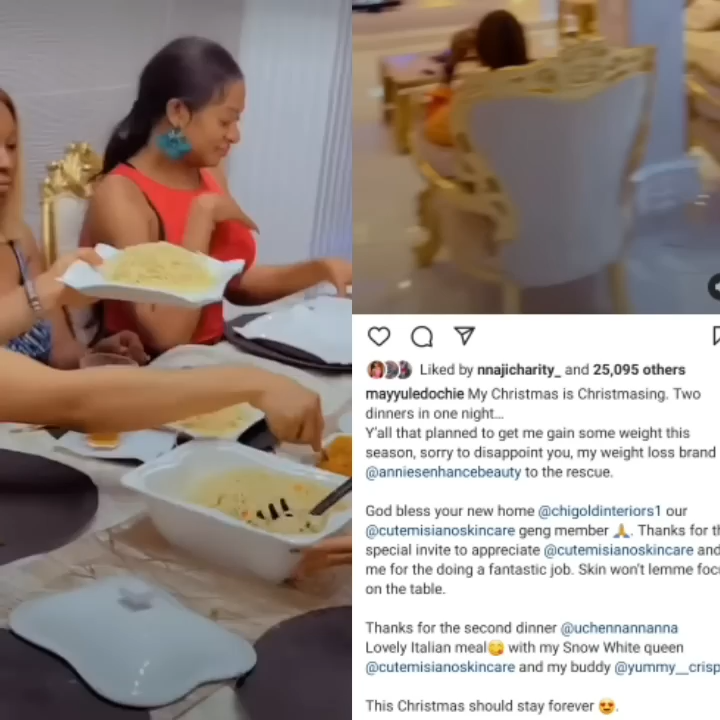 Liked by nnajicharity_ and 25,095 others
mayyuledochie My Christmas is Christmasing. Two
dinners in one night...
Y'all that planned to get me gain some weight this
season, sorry to disappoint you, my weight loss brand
@anniesenhancebeauty to the rescue.
God bless your new home @chigoldinteriors1 our
@cutemisianoskincare geng member 🙏. Thanks for th
special invite to appreciate @cutemisianoskincare and
me for the doing a fantastic job. Skin won't lemme foc
on the table.
Thanks for the second dinner @uchennannanna
Lovely Italian meal😋 with my Snow White queen
@cutemisianoskincare and my buddy @yummy__crisp
This Christmas should stay forever 😍.